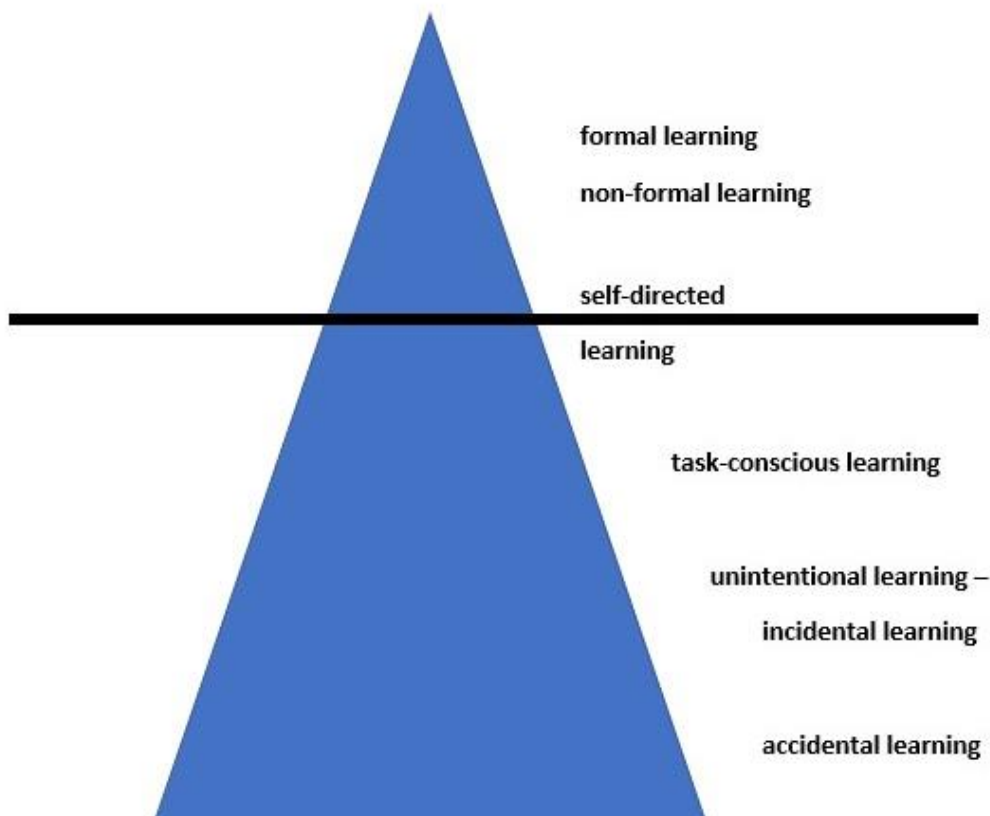 formal learning
non-formal learning
self-directed
learning
task-conscious learning
unintentional learning –
incidental learning
accidental learning